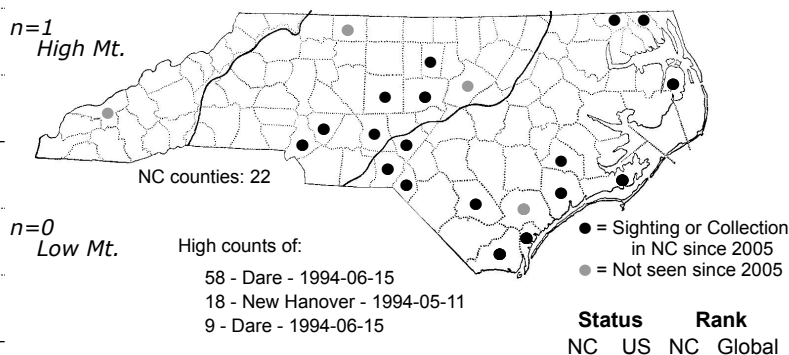 n=1
High Mt.
NC counties: 22
n=0
Low Mt.
High counts of:
58 - Dare - 1994-06-15
18 - New Hanover - 1994-05-11
9 - Dare - 1994-06-15
● = Sighting or Collection
in NC since 2005
● = Not seen since 2005
Status Rank
NC US NC Global